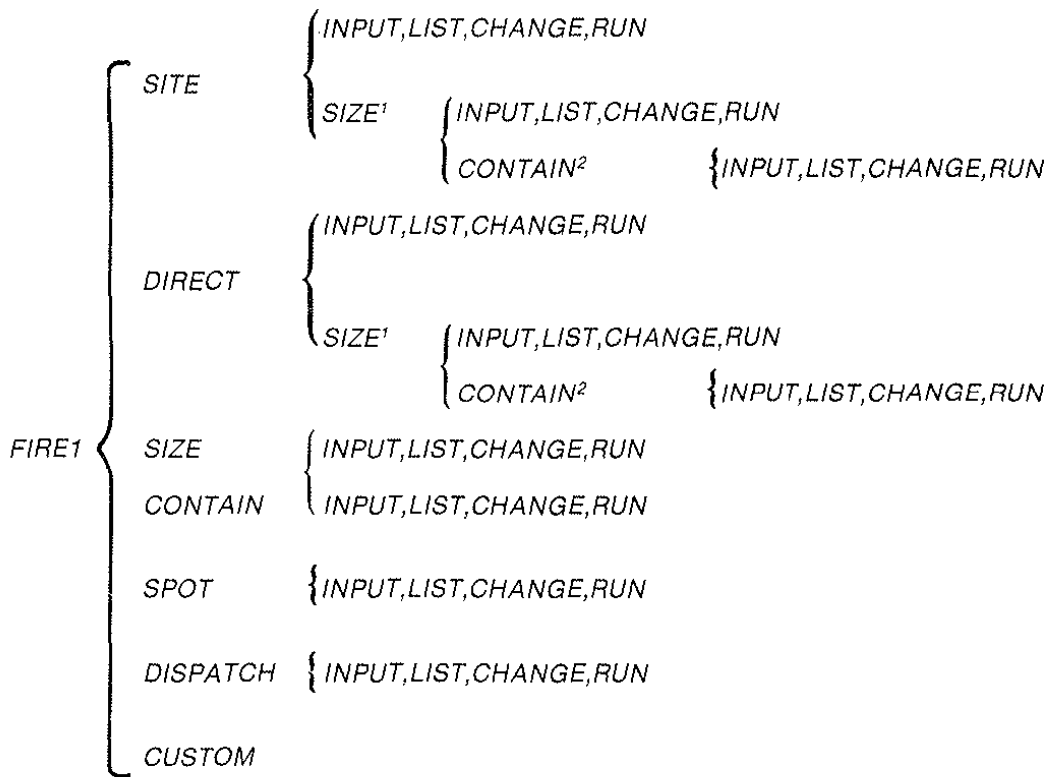 INPUT,LIST,CHANGE,RUN
SITE
SIZE¹ INPUT,LIST,CHANGE,RUN
CONTAIN² INPUT,LIST,CHANGE,RUN
INPUT,LIST,CHANGE,RUN
DIRECT
SIZE¹ INPUT,LIST,CHANGE,RUN
CONTAIN² INPUT,LIST,CHANGE,RUN
FIRE1 SIZE INPUT,LIST,CHANGE,RUN
CONTAIN INPUT,LIST,CHANGE,RUN
SPOT INPUT,LIST,CHANGE,RUN
DISPATCH INPUT,LIST,CHANGE,RUN
CUSTOM